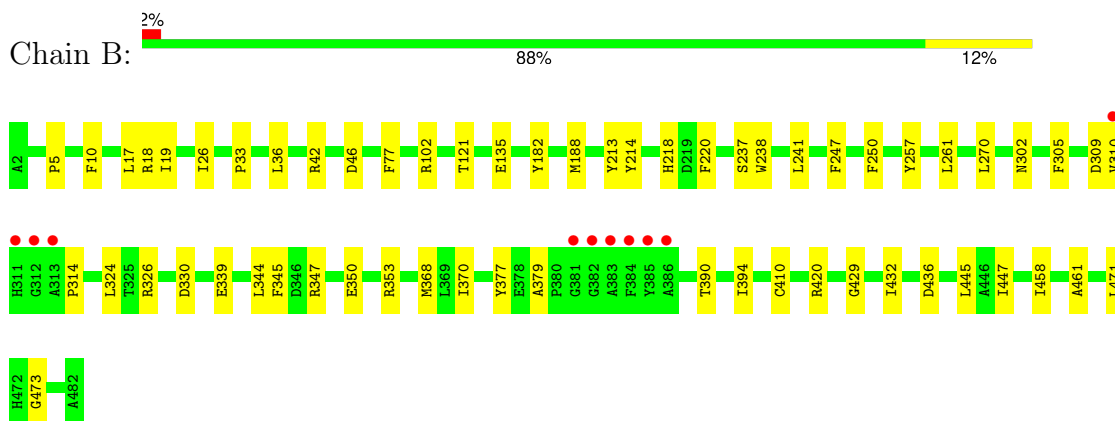 2%
Chain B:
88% 12%
A2 P5 F10 L17 R18 I19 I26 P33 L36 R42 D46 F77 R102 T121 E135 Y182 M188 Y213 Y214 H218 D219 F220 S237 W238 L241 F247 F250 Y257 L261 L270 N302 F305 D309
H311 G312 A313 P314 L324 T325 R326 D330 E339 L344 F345 D346 R347 E350 R353 M368 L369 I370 Y377 E378 A379 P380 G381 G382 A383 F384 Y385 A386 T390 I394 C410 R420 G429 I432 D436 L445 A446 I447 I458 A461
H472 G473 A482